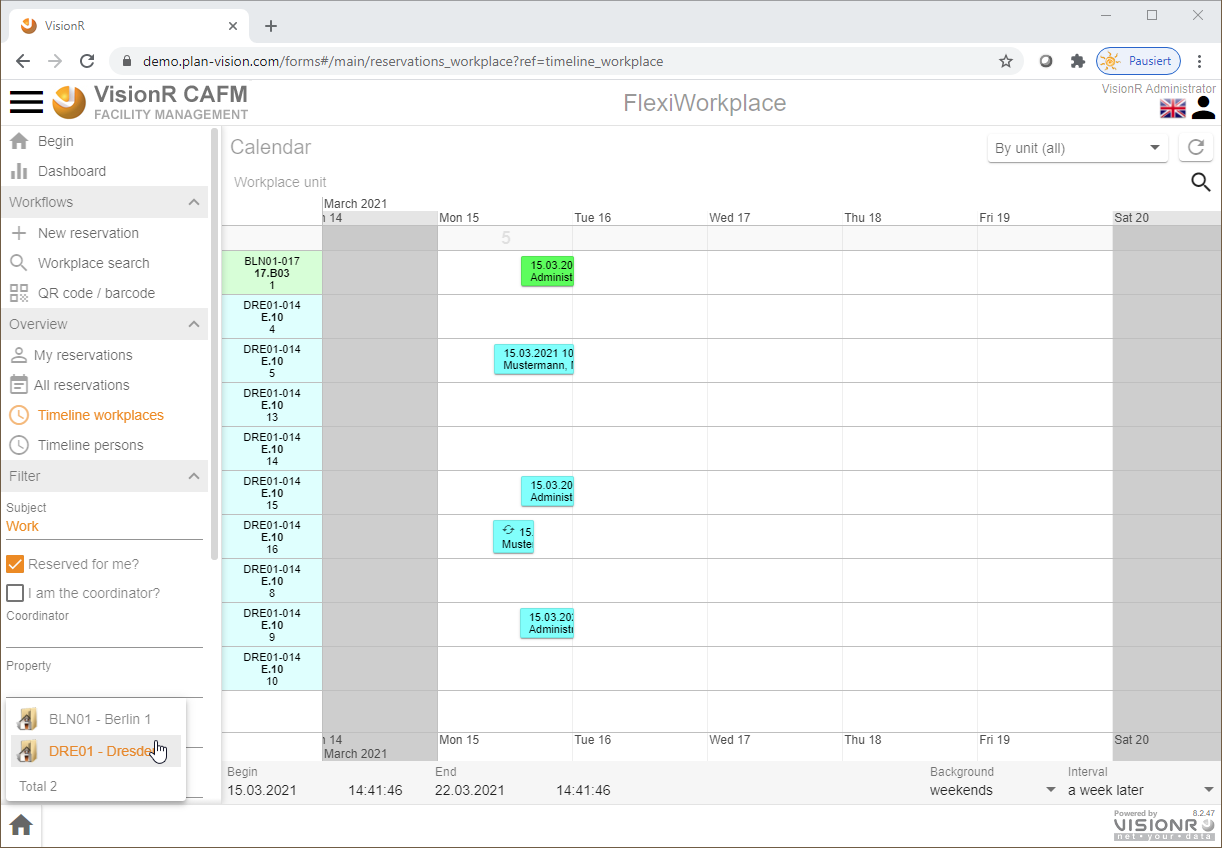 VisionR
demo.plan-vision.com/forms#/main/reservations_workplace?ref=timeline_workplace
Pausiert
VisionR CAFM
FACILITY MANAGEMENT
FlexiWorkplace
VisionR Administrator
Begin
Dashboard
Workflows
New reservation
Workplace search
QR code / barcode
Overview
My reservations
All reservations
Timeline workplaces
Timeline persons
Filter
Subject
Work
Reserved for me?
I am the coordinator?
Coordinator
Property
BLN01 - Berlin 1
DRE01 - Dresde
Total 2
Calendar
By unit (all)
Workplace unit
March 2021
14
Mon 15
Tue 16
Wed 17
Thu 18
Fri 19
Sat 20
5
BLN01-017
17.B03
1
15.03.20
Administ
DRE01-014
E.10
4
DRE01-014
E.10
5
15.03.2021 10
Mustermann,
DRE01-014
E.10
13
DRE01-014
E.10
14
DRE01-014
E.10
15
15.03.20
Administ
DRE01-014
E.10
16
15.
Muste
DRE01-014
E.10
8
DRE01-014
E.10
9
15.03.202
Administr
DRE01-014
E.10
10
14
Mon 15
Tue 16
Wed 17
Thu 18
Fri 19
Sat 20
March 2021
Begin
15.03.2021
14:41:46
End
22.03.2021
14:41:46
Background
weekends
Interval
a week later
Powered by
8.2.47
VISIONR
net • your • data